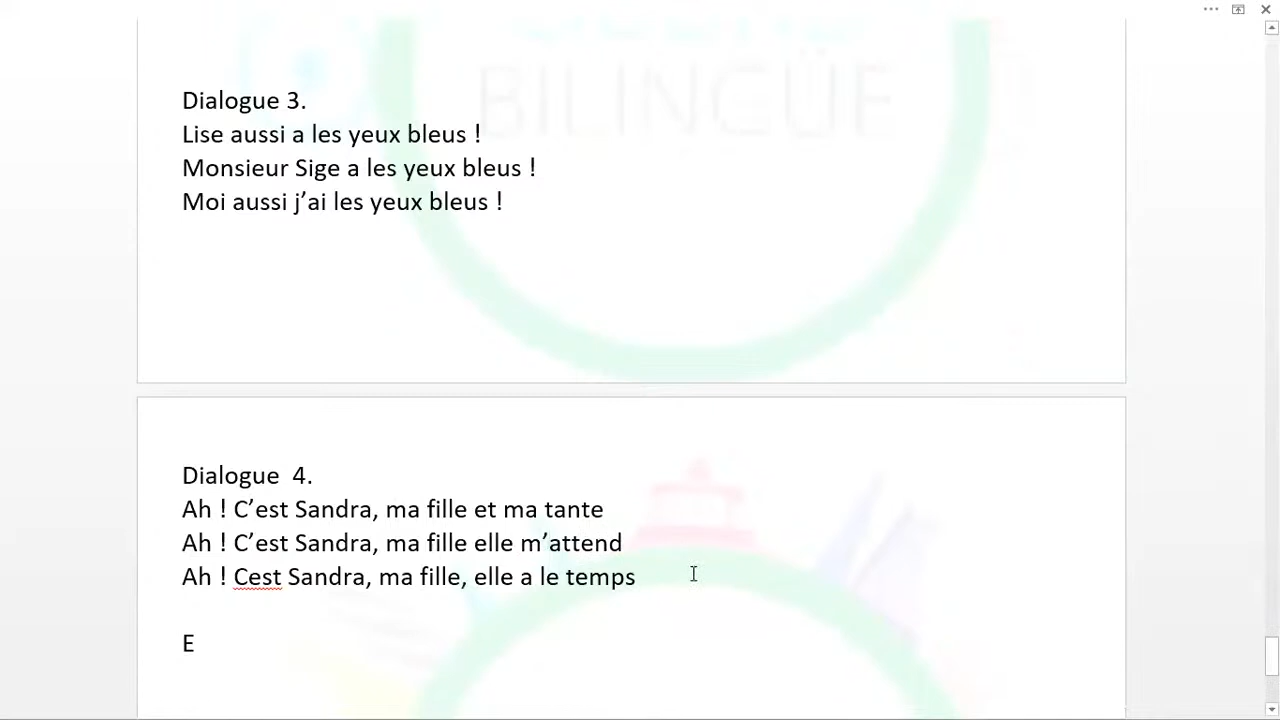 BILINGÜE
Dialogue 3.
Lise aussi a les yeux bleus !
Monsieur Sige a les yeux bleus !
Moi aussi j’ai les yeux bleus !
Dialogue  4.
Ah ! C’est Sandra, ma fille et ma tante
Ah ! C’est Sandra, ma fille elle m’attend
Ah ! Cest Sandra, ma fille, elle a le temps
E